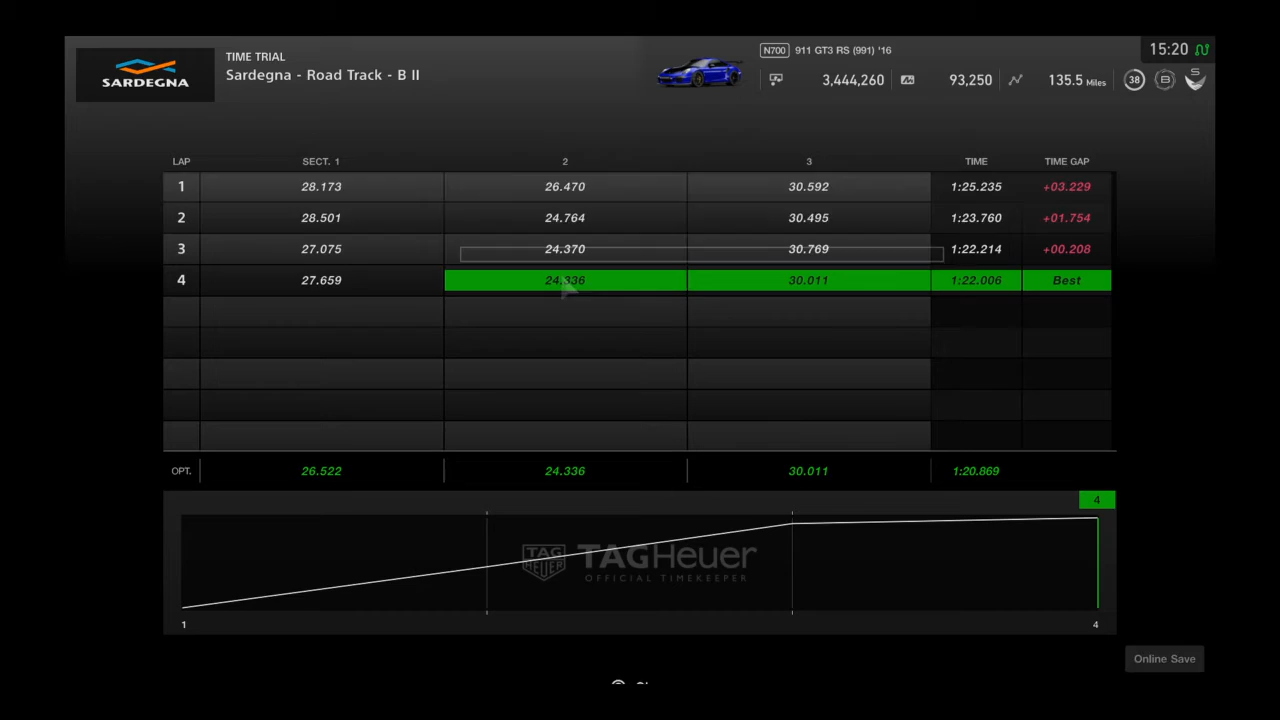 SARDEGNA
TIME TRIAL
Sardegna - Road Track - B II
N700 911 GT3 RS (991) '16
3,444,260 93,250 135.5 Miles 38 B S
15:20
LAP SECT. 1 2 3 TIME TIME GAP
1 28.173 26.470 30.592 1:25.235 +03.229
2 28.501 24.764 30.495 1:23.760 +01.754
3 27.075 24.370 30.769 1:22.214 +00.208
4 27.659 24.336 30.011 1:22.006 Best
OPT. 26.522 24.336 30.011 1:20.869
4
TAG HEUER TAGHeuer
OFFICIAL TIMEKEEPER
1 4
Online Save